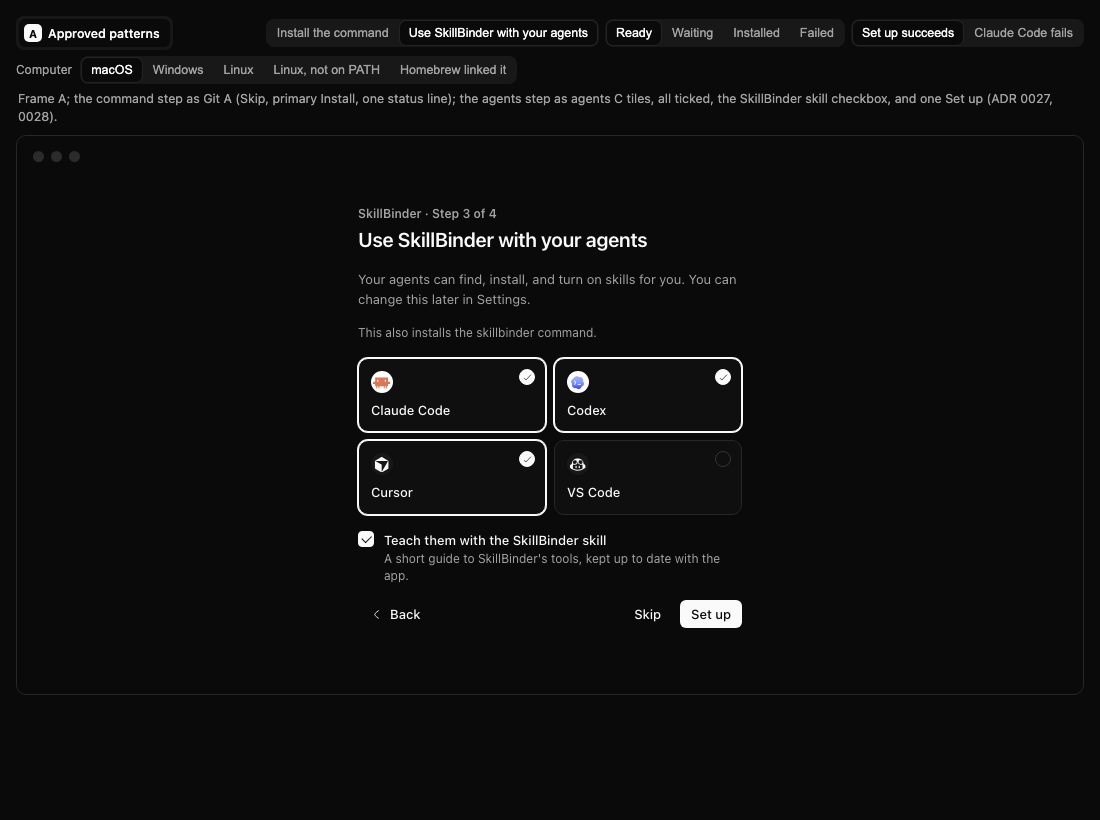 A Approved patterns
Install the command Use SkillBinder with your agents Ready Waiting Installed Failed Set up succeeds Claude Code fails
Computer macOS Windows Linux Linux, not on PATH Homebrew linked it
Frame A; the command step as Git A (Skip, primary Install, one status line); the agents step as agents C tiles, all ticked, the SkillBinder skill checkbox, and one Set up (ADR 0027,
0028).
SkillBinder · Step 3 of 4
Use SkillBinder with your agents
Your agents can find, install, and turn on skills for you. You can
change this later in Settings.
This also installs the skillbinder command.
Claude Code Codex
Cursor VS Code
Teach them with the SkillBinder skill
A short guide to SkillBinder's tools, kept up to date with the
app.
Back Skip Set up